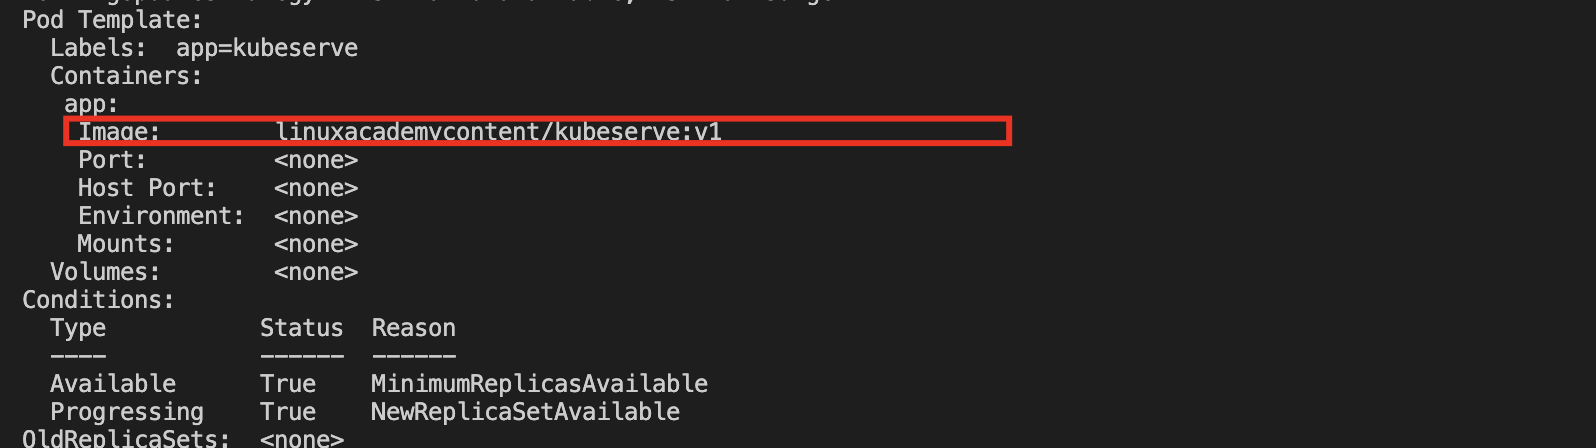 Pod Template:
  Labels:  app=kubeserve
  Containers:
   app:
    Image:        linuxacademycontent/kubeserve:v1
    Port:         <none>
    Host Port:    <none>
    Environment:  <none>
    Mounts:       <none>
  Volumes:        <none>
Conditions:
  Type           Status  Reason
  ----           ------  ------
  Available      True    MinimumReplicasAvailable
  Progressing    True    NewReplicaSetAvailable
OldReplicaSets:  <none>